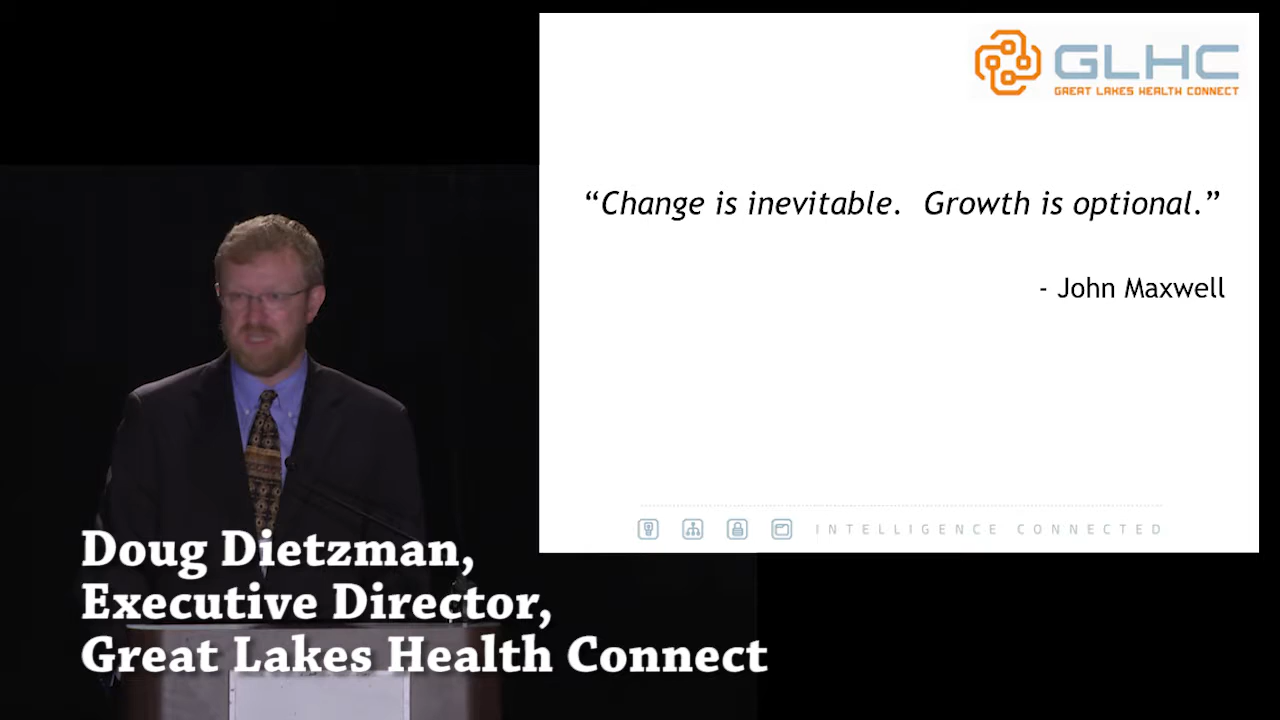 GLHC
GREAT LAKES HEALTH CONNECT
“Change is inevitable.  Growth is optional.”
- John Maxwell
INTELLIGENCE CONNECTED
Doug Dietzman,
Executive Director,
Great Lakes Health Connect